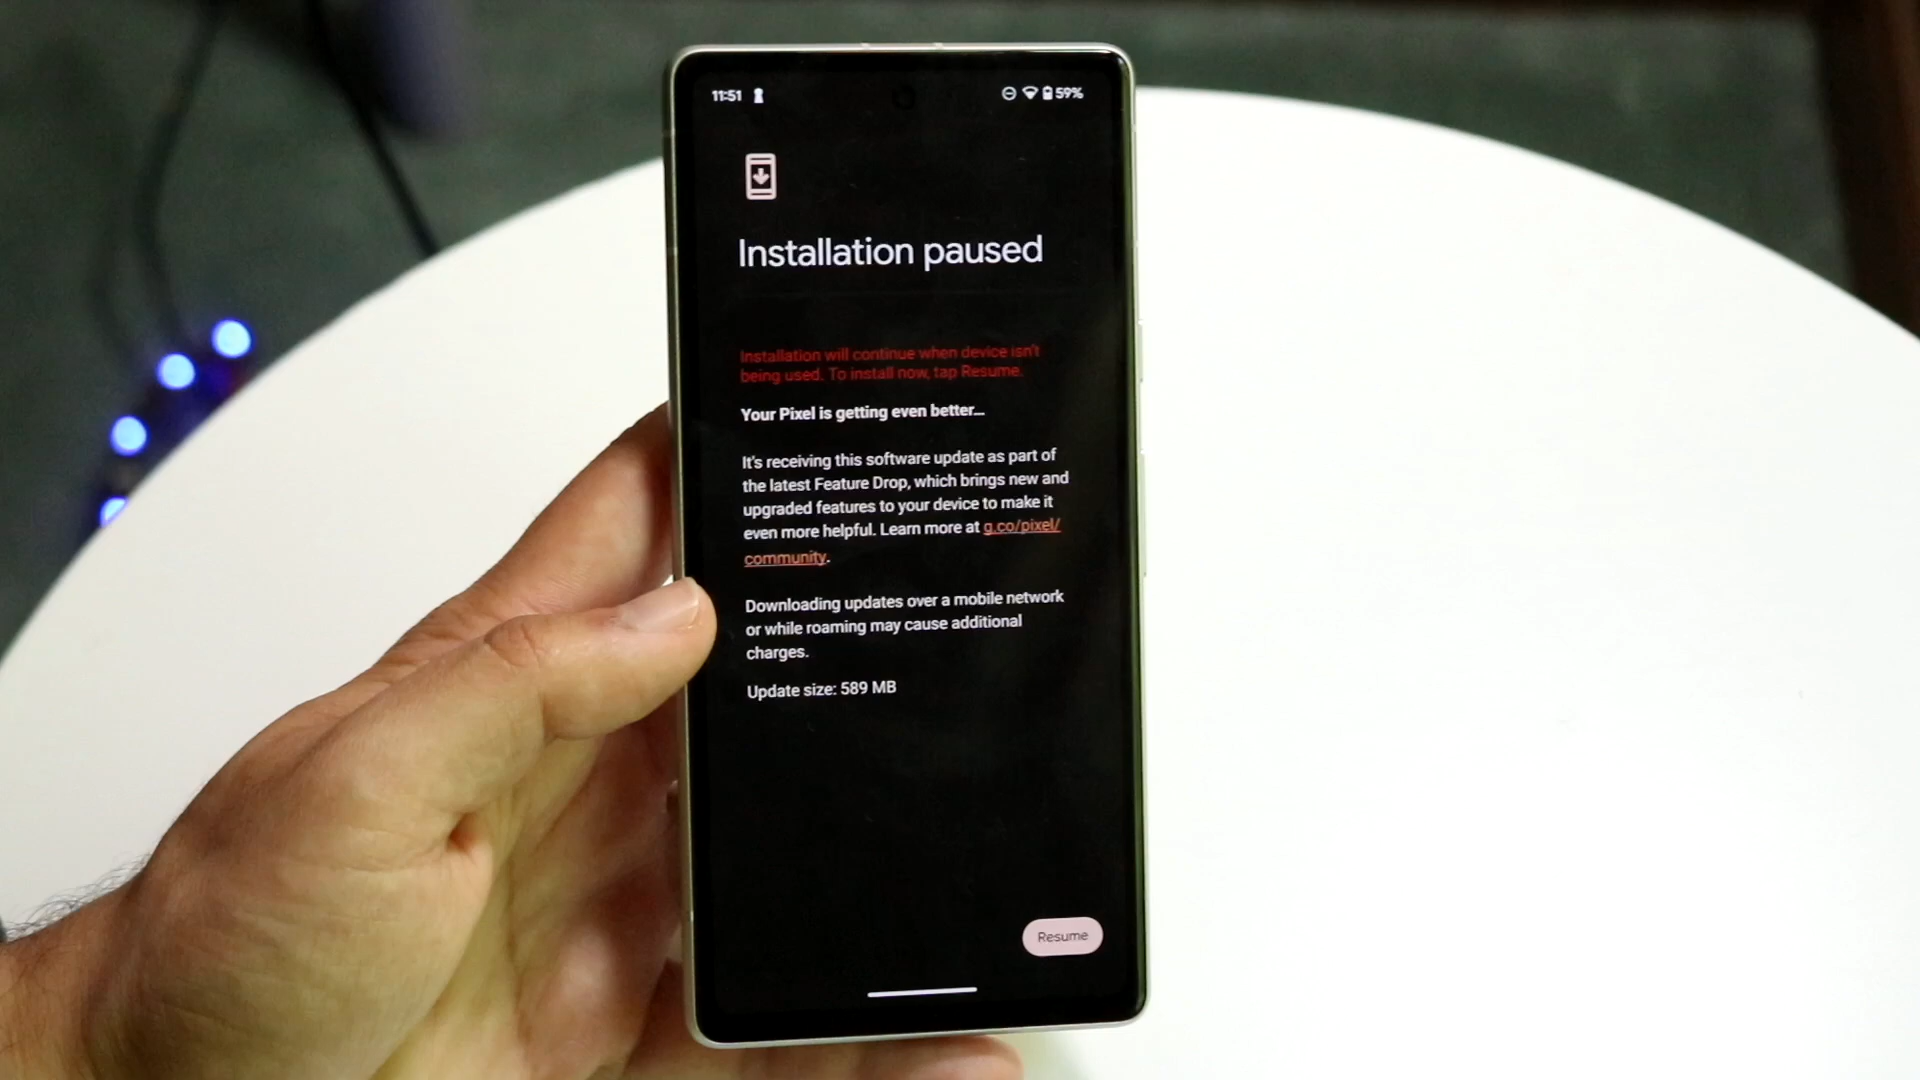 11:51 59%
Installation paused
Installation will continue when device isn't
being used. To install now, tap Resume.
Your Pixel is getting even better...
It's receiving this software update as part of
the latest Feature Drop, which brings new and
upgraded features to your device to make it
even more helpful. Learn more at g.co/pixel/
community.
Downloading updates over a mobile network
or while roaming may cause additional
charges.
Update size: 589 MB
Resume